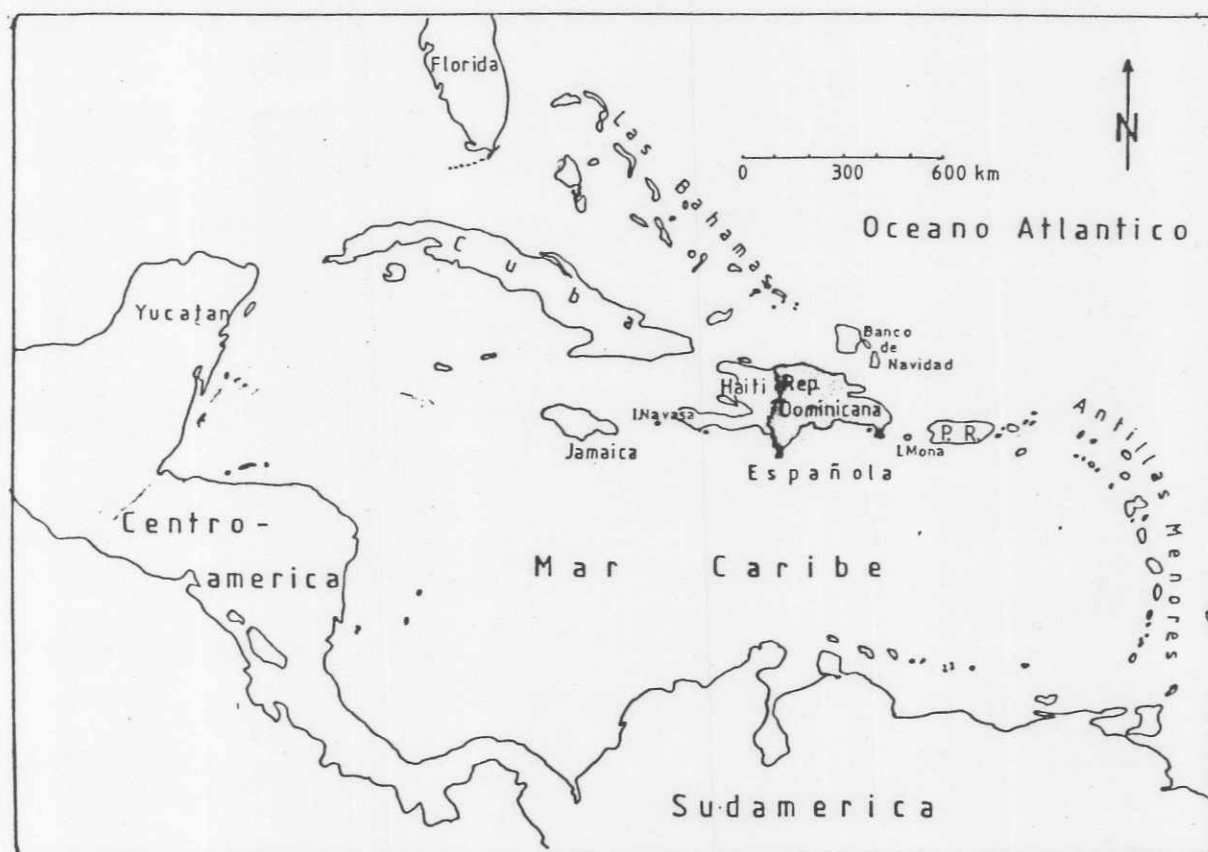 Florida
Las Bahamas
N
0 300 600 km
Oceano Atlantico
Cuba
Yucatan
Banco
de
Navidad
Haiti
Rep.
Dominicana
I.Navasa
Jamaica
P. R.
I.Mona
Española
Antillas Menores
Centro-
america
Mar Caribe
Sudamerica